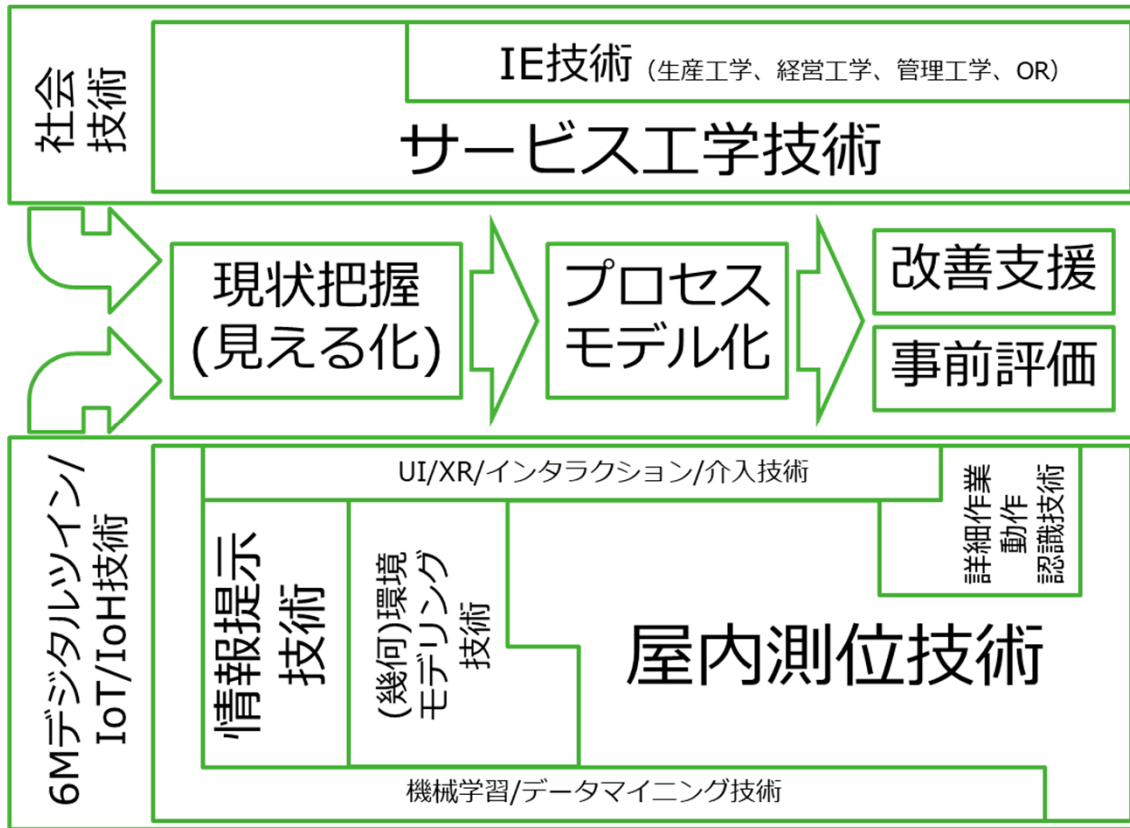 社会
技術
IE技術（生産工学、経営工学、管理工学、OR）
サービス工学技術
現状把握
(見える化)
プロセス
モデル化
改善支援
事前評価
6Mデジタルツイン/
IoT/IoH技術
UI/XR/インタラクション/介入技術
情報提示
技術
(幾何)環境
モデリング
技術
詳細作業
動作
認識技術
屋内測位技術
機械学習/データマイニング技術